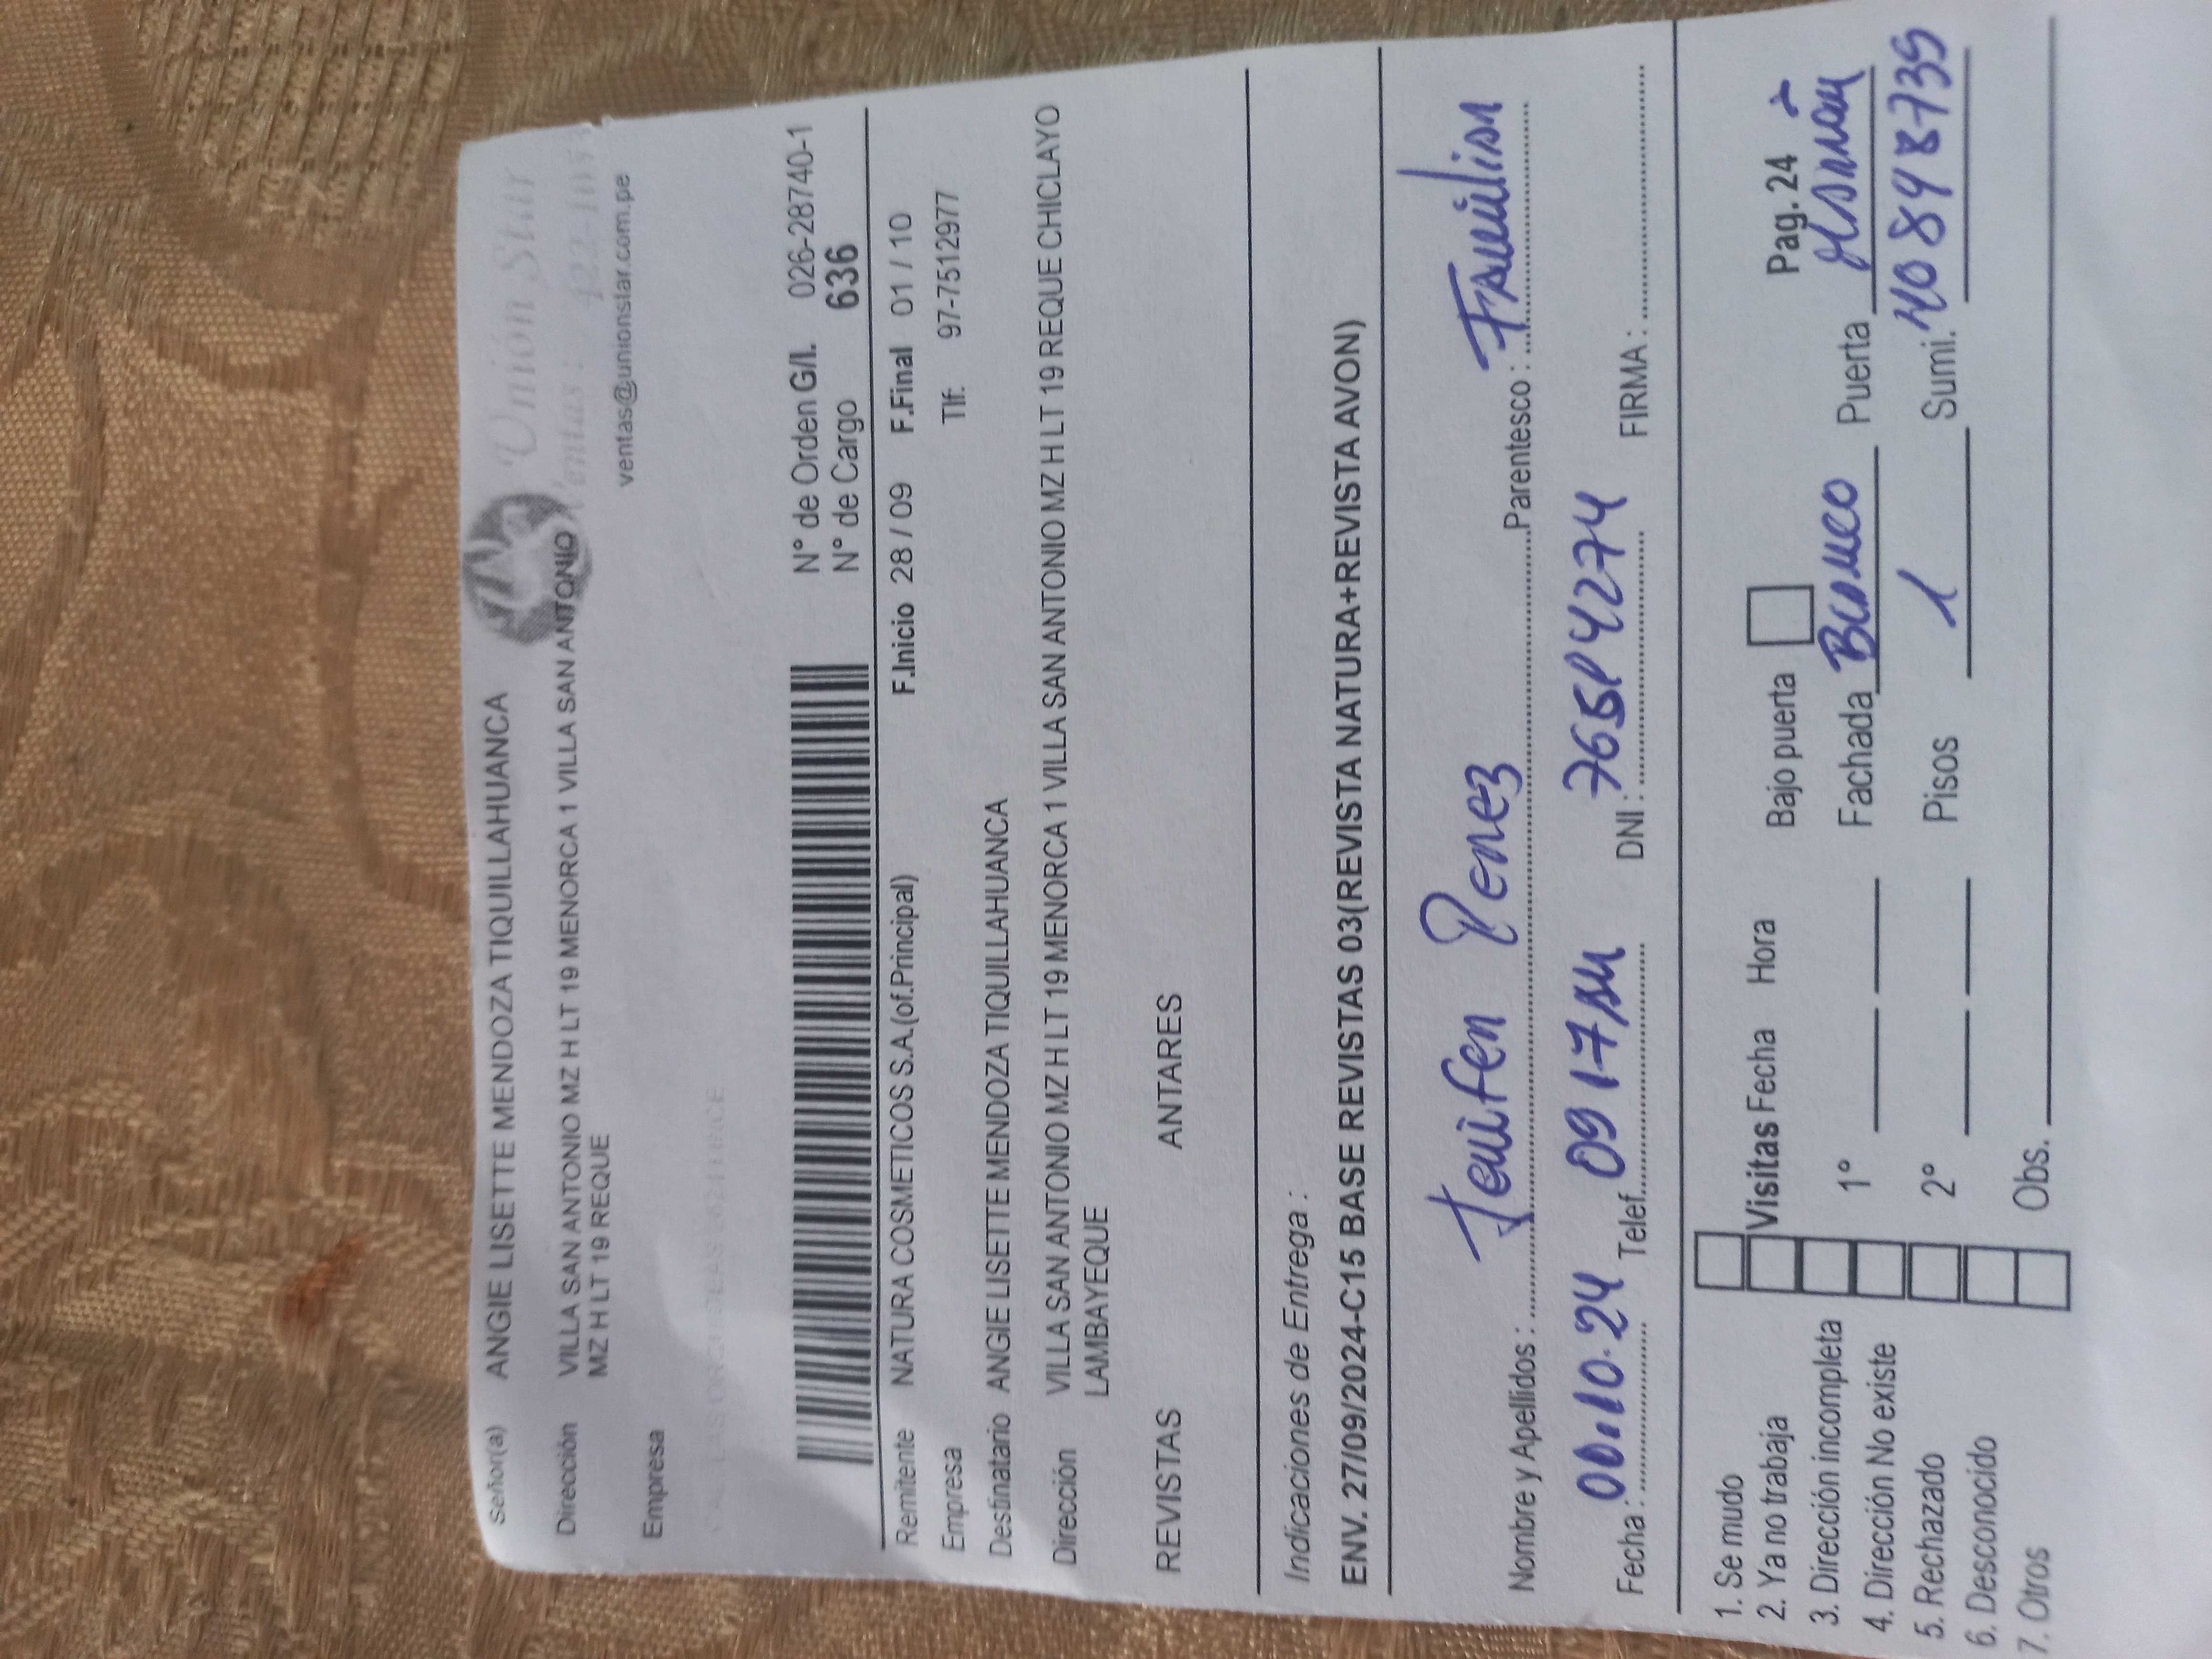 Señor(a) ANGIE LISETTE MENDOZA TIQUILLAHUANCA
Unión Star
Dirección VILLA SAN ANTONIO MZ H LT 19 MENORCA 1 VILLA SAN ANTONIO
MZ H LT 19 REQUE
Ventas :
ventas@unionstar.com.pe
Empresa
N° de Orden G/L 026-28740-1
N° de Cargo 636
Remitente NATURA COSMETICOS S.A.(of.Principal) F.Inicio 28 / 09 F.Final 01 / 10
Empresa Tlf: 97-7512977
Destinatario ANGIE LISETTE MENDOZA TIQUILLAHUANCA
Dirección VILLA SAN ANTONIO MZ H LT 19 MENORCA 1 VILLA SAN ANTONIO MZ H LT 19 REQUE CHICLAYO
LAMBAYEQUE
REVISTAS ANTARES
Indicaciones de Entrega :
ENV. 27/09/2024-C15 BASE REVISTAS 03(REVISTA NATURA+REVISTA AVON)
Nombre y Apellidos : Jenifer Perez Parentesco : Familiar
Fecha : 10.24 Telef. 09 17 DNI : FIRMA :
1. Se mudo
2. Ya no trabaja Visitas Fecha Hora Bajo puerta Pag. 24
3. Dirección incompleta 1° Fachada Blanco Puerta
4. Dirección No existe
5. Rechazado 2° Pisos 1 Sumi.
6. Desconocido
7. Otros Obs.